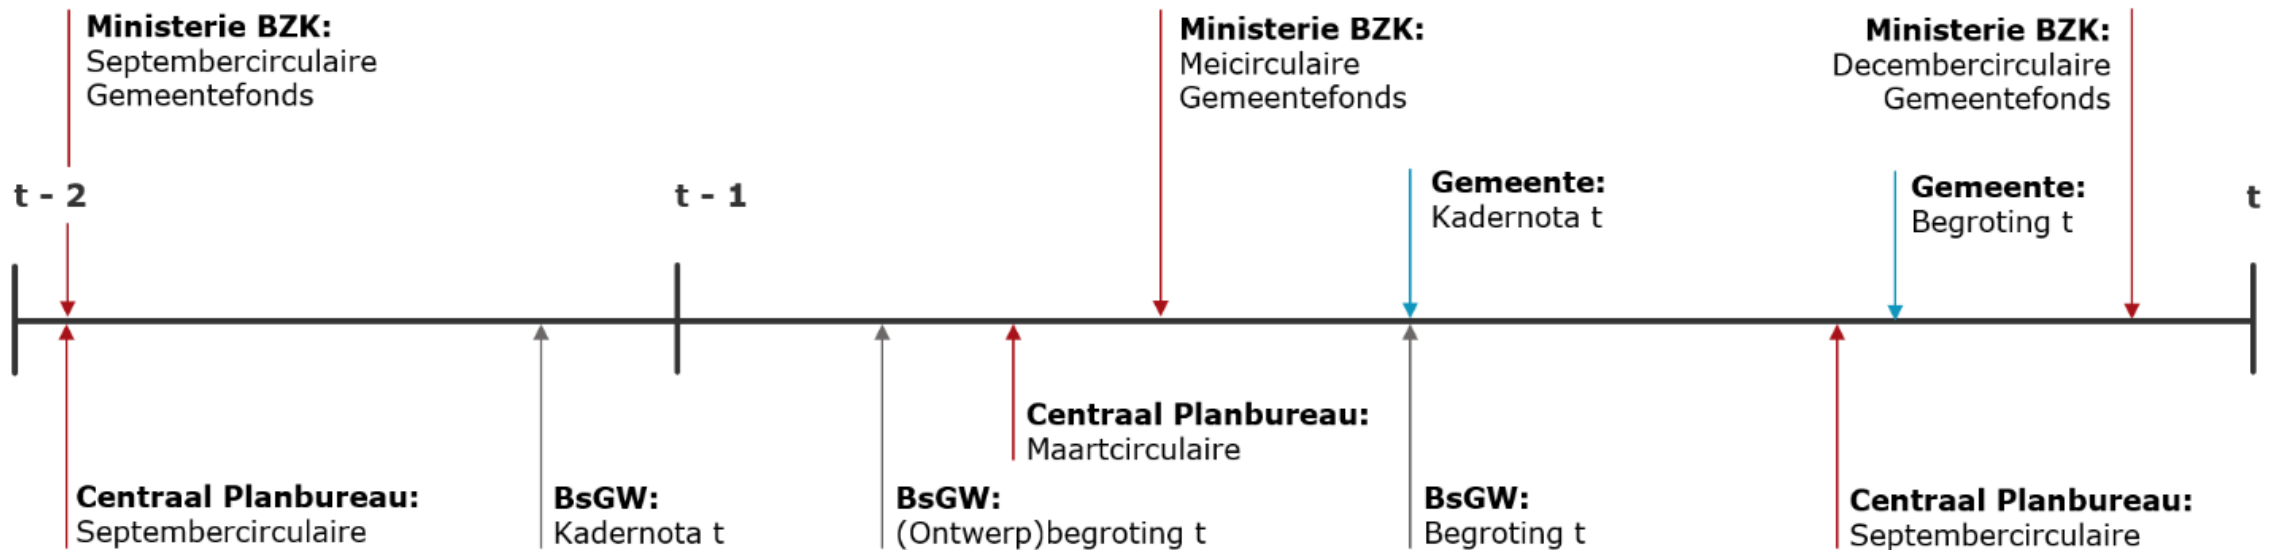 Ministerie BZK:
Septembercirculaire
Gemeentefonds
Ministerie BZK:
Meicirculaire
Gemeentefonds
Ministerie BZK:
Decembercirculaire
Gemeentefonds
t - 2
t - 1
Gemeente:
Kadernota t
Gemeente:
Begroting t
t
Centraal Planbureau:
Septembercirculaire
BsGW:
Kadernota t
BsGW:
(Ontwerp)begroting t
Centraal Planbureau:
Maartcirculaire
BsGW:
Begroting t
Centraal Planbureau:
Septembercirculaire